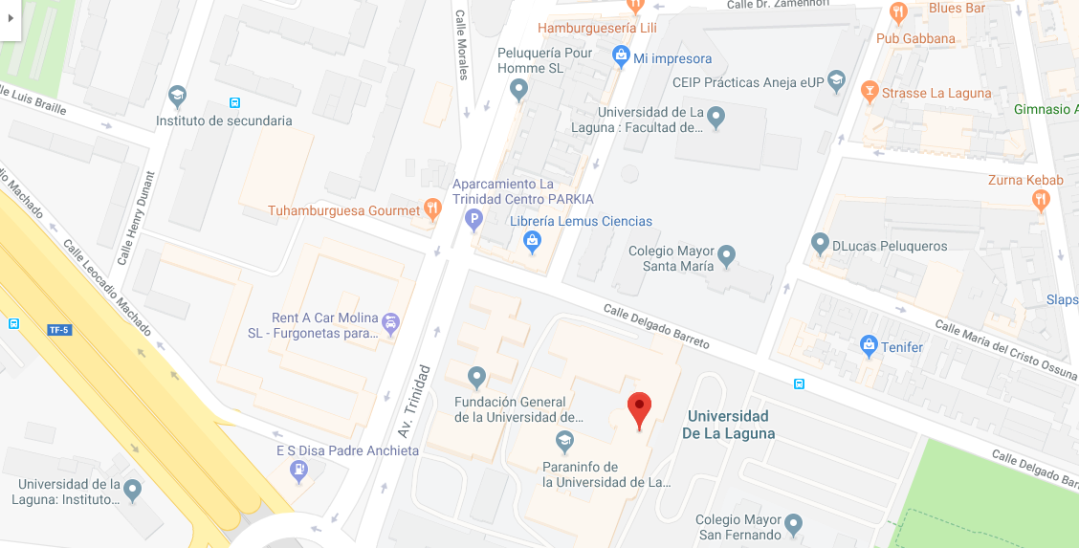 Calle Dr. Zamenhoff
Blues Bar
Hamburguesería Lili
Pub Gabbana
Calle Morales
Peluquería Pour
Homme SL
Mi impresora
CEIP Prácticas Aneja eUP
Strasse La Laguna
lle Luis Braille
Instituto de secundaria
Universidad de La
Laguna : Facultad de...
Gimnasio A
Aparcamiento La
Trinidad Centro PARKIA
P
Zurna Kebab
adio Machado
Calle Henry Dunant
Tuhamburguesa Gourmet
Librería Lemus Ciencias
Calle Leocadio Machado
Colegio Mayor
Santa María
DLucas Peluqueros
Slaps
Rent A Car Molina
SL - Furgonetas para...
TF-5
Calle Delgado Barreto
Calle María del Cristo Ossuna
Tenifer
Av. Trinidad
Fundación General
de la Universidad de...
Universidad
De La Laguna
E S Disa Padre Anchieta
Paraninfo de
la Universidad de La...
Calle Delgado Barr
Universidad de la
Laguna: Instituto...
Colegio Mayor
San Fernando